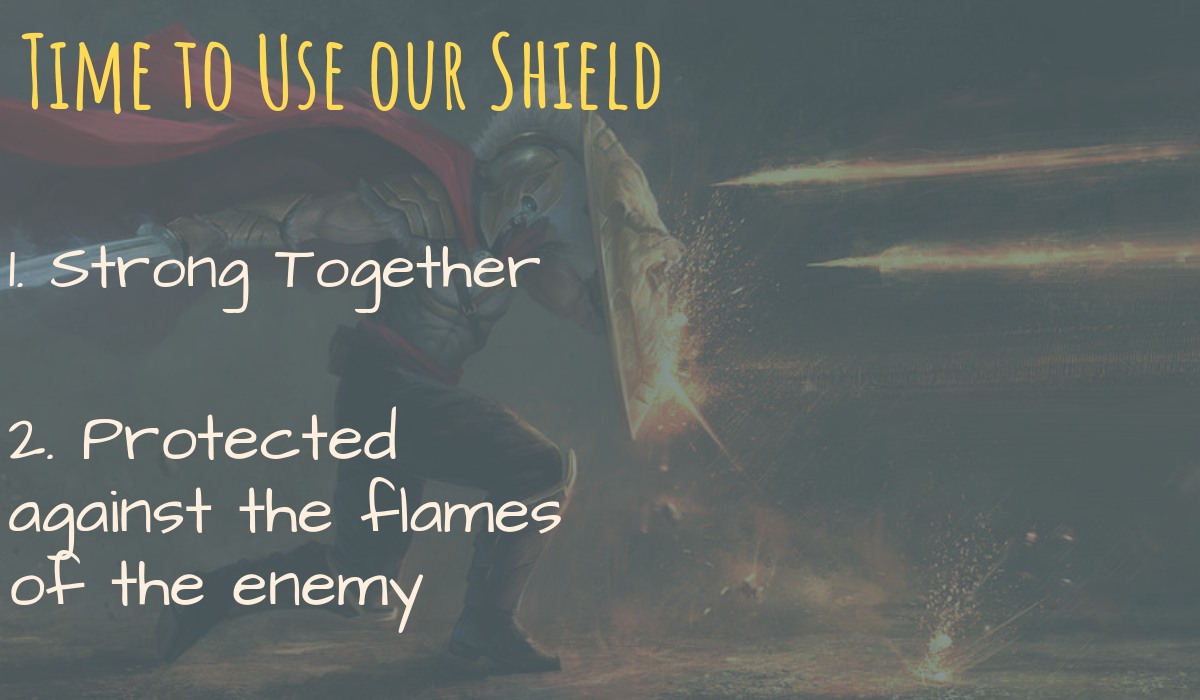 Time to Use our Shield
1. Strong Together
2. Protected
against the flames
of the enemy